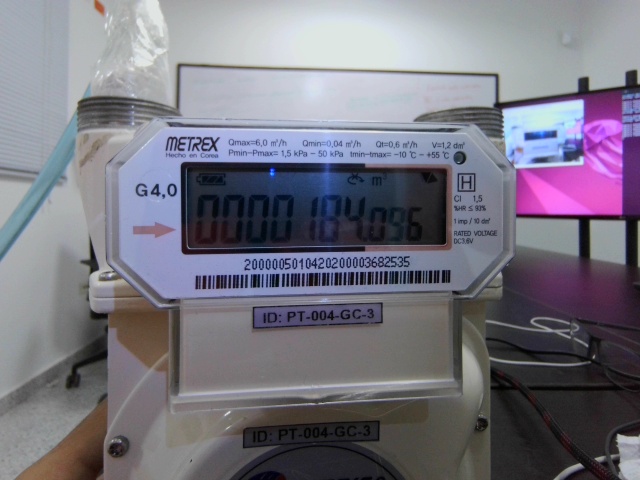 METREX
Hecho en Corea
Qmax=6,0 m³/h Qmin=0,04 m³/h Qt=0,6 m³/h V=1,2 dm³
Pmin-Pmax= 1,5 kPa - 50 kPa tmin-tmax= -10 °C - +55 °C
G4,0
m³
H
0000184.096
Cl 1,5
%HR ≤ 93%
1 imp / 10 dm³
RATED VOLTAGE
DC3,6V
2000005010420200003682535
ID: PT-004-GC-3
ID: PT-004-GC-3